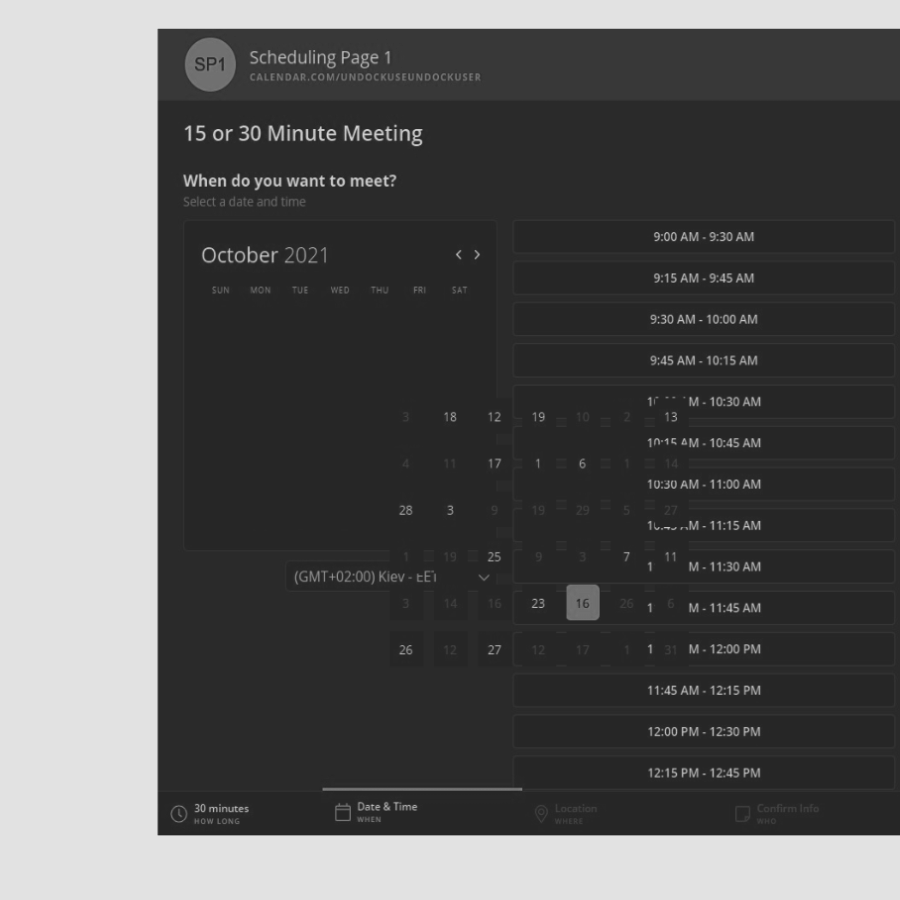 SP1
Scheduling Page 1
CALENDAR.COM/UNDOCKUSEUNDOCKUSER
15 or 30 Minute Meeting
When do you want to meet?
Select a date and time
October 2021
SUN MON TUE WED THU FRI SAT
9:00 AM - 9:30 AM
9:15 AM - 9:45 AM
9:30 AM - 10:00 AM
9:45 AM - 10:15 AM
M - 10:30 AM
3 18 12 19 10 2 13
10:15 AM - 10:45 AM
4 11 17 1 6 1 14
10:30 AM - 11:00 AM
28 3 9 19 29 5 27
M - 11:15 AM
1 19 25 9 3 7 11
M - 11:30 AM
(GMT+02:00) Kiev - EET
3 14 16 23 16 26 6
M - 11:45 AM
26 12 27 12 17 1 31
M - 12:00 PM
11:45 AM - 12:15 PM
12:00 PM - 12:30 PM
12:15 PM - 12:45 PM
30 minutes
HOW LONG
Date & Time
WHEN
Location
WHERE
Confirm Info
WHO